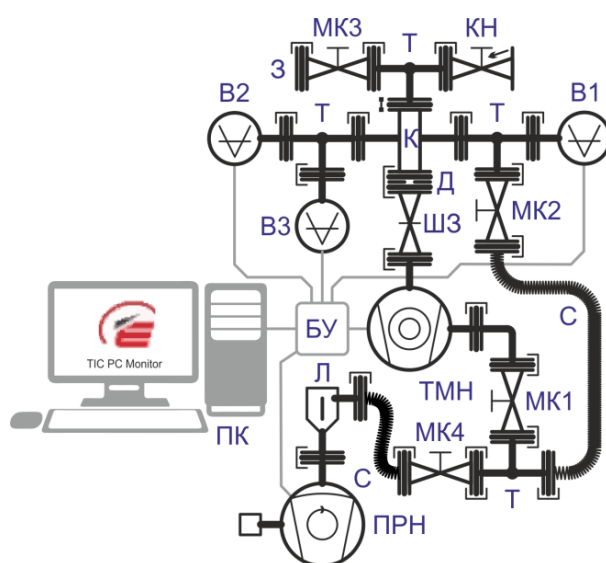 МК3
Т
КН
З
В2
Т
К
Т
В1
Д
В3
ШЗ
МК2
БУ
С
TIC PC Monitor
Л
ТМН
МК1
ПК
МК4
С
Т
ПРН